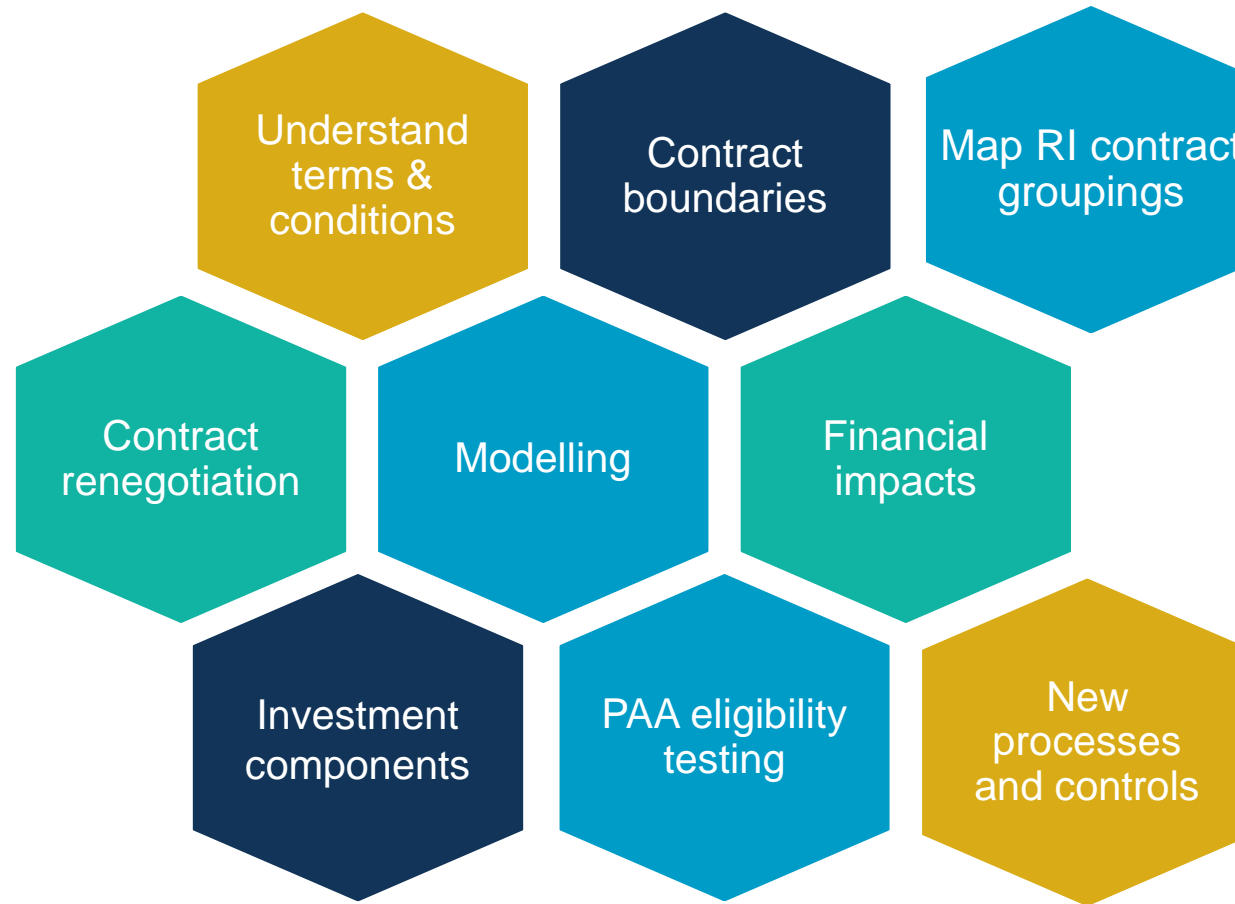 Understand
terms &
conditions
Contract
boundaries
Map RI contract
groupings
Contract
renegotiation
Modelling
Financial
impacts
Investment
components
PAA eligibility
testing
New
processes
and controls